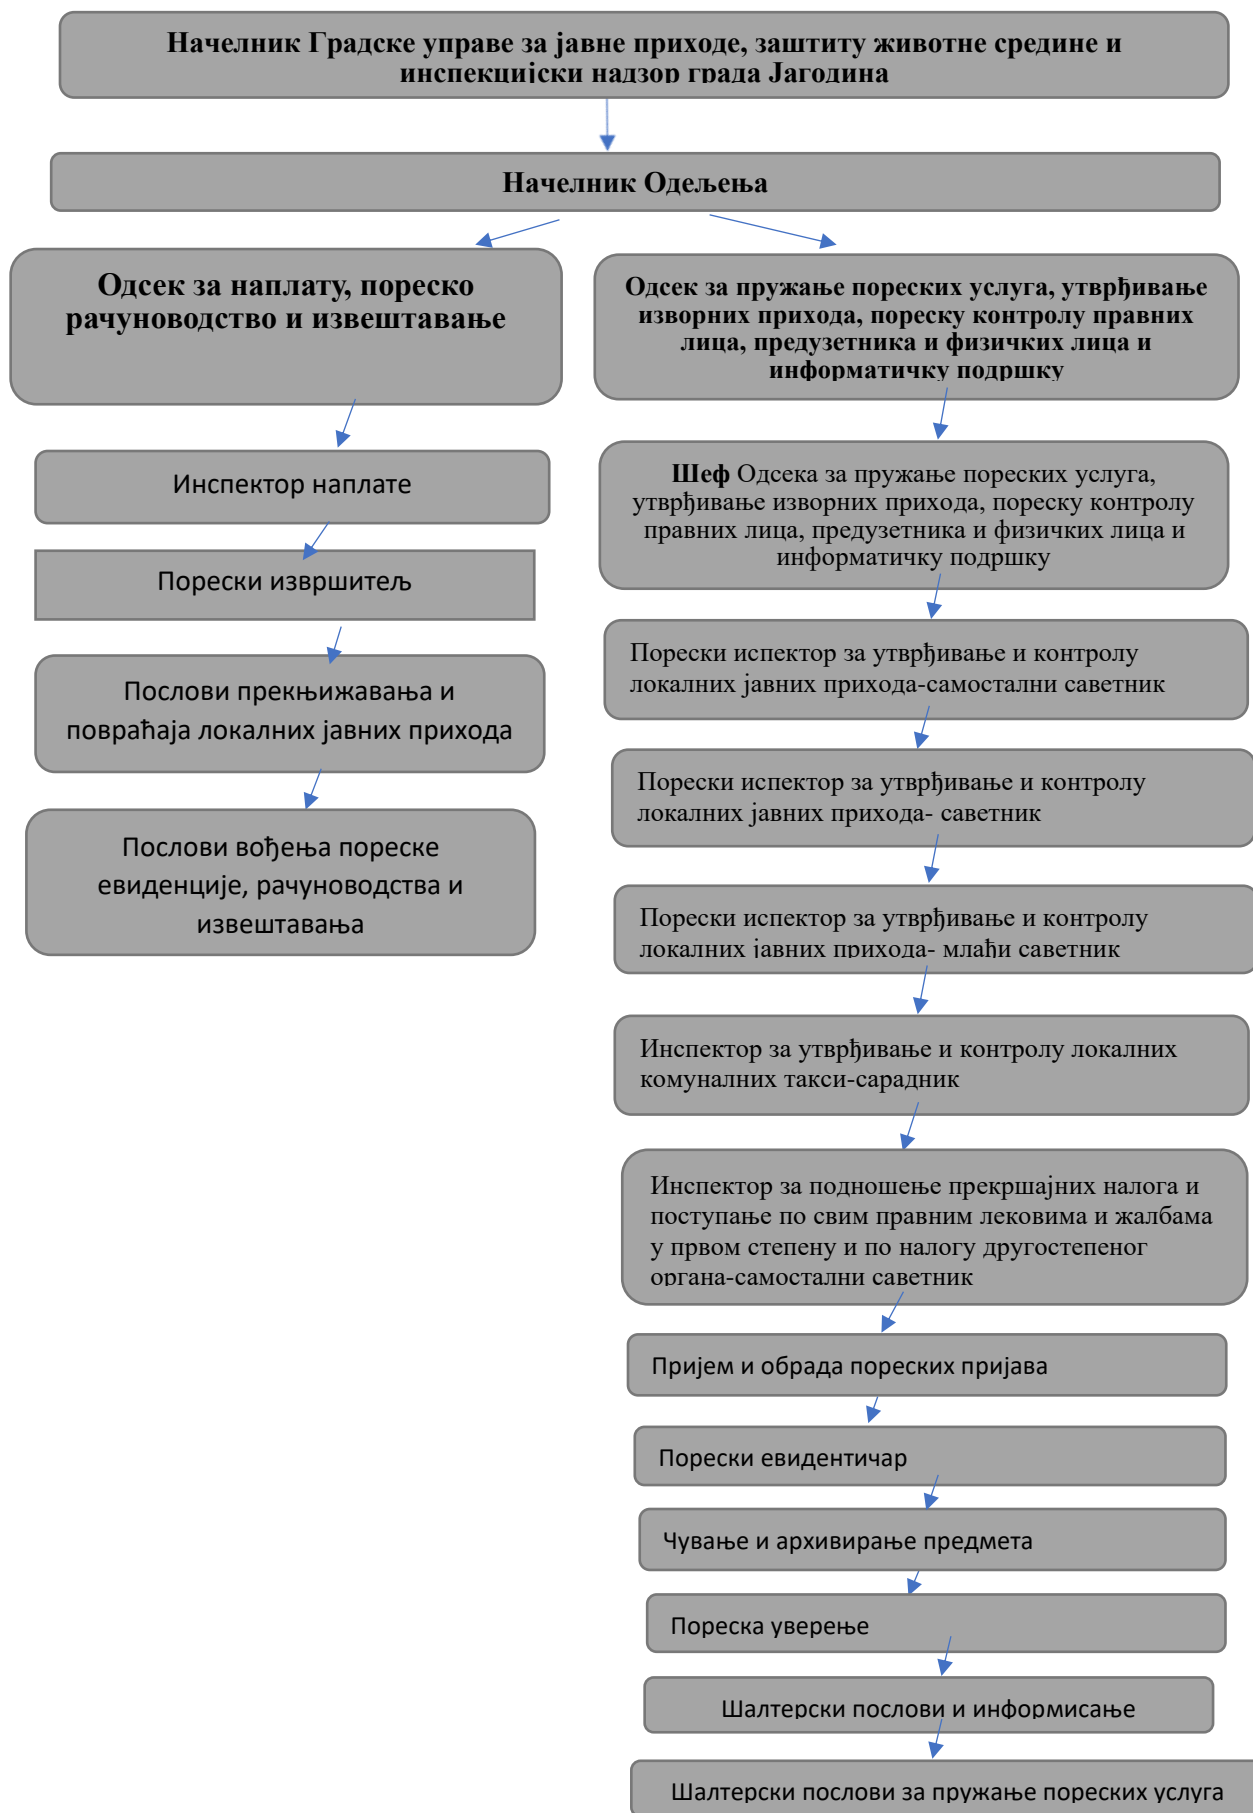 Начелник Градске управе за јавне приходе, заштиту животне средине и
инспекцијски надзор града Јагодина
Начелник Одељења
Одсек за наплату, пореско
рачуноводство и извештавање
Инспектор наплате
Порески извршитељ
Послови прекњижавања и
повраћаја локалних јавних прихода
Послови вођења пореске
евиденције, рачуноводства и
извештавања
Одсек за пружање пореских услуга, утврђивање
изворних прихода, пореску контролу правних
лица, предузетника и физичких лица и
информатичку подршку
Шеф Одсека за пружање пореских услуга,
утврђивање изворних прихода, пореску контролу
правних лица, предузетника и физичких лица и
информатичку подршку
Порески испектор за утврђивање и контролу
локалних јавних прихода-самостални саветник
Порески испектор за утврђивање и контролу
локалних јавних прихода- саветник
Порески испектор за утврђивање и контролу
локалних јавних прихода- млађи саветник
Инспектор за утврђивање и контролу локалних
комуналних такси-сарадник
Инспектор за подношење прекршајних налога и
поступање по свим правним лековима и жалбама
у првом степену и по налогу другостепеног
органа-самостални саветник
Пријем и обрада пореских пријава
Порески евидентичар
Чување и архивирање предмета
Пореска уверење
Шалтерски послови и информисање
Шалтерски послови за пружање пореских услуга